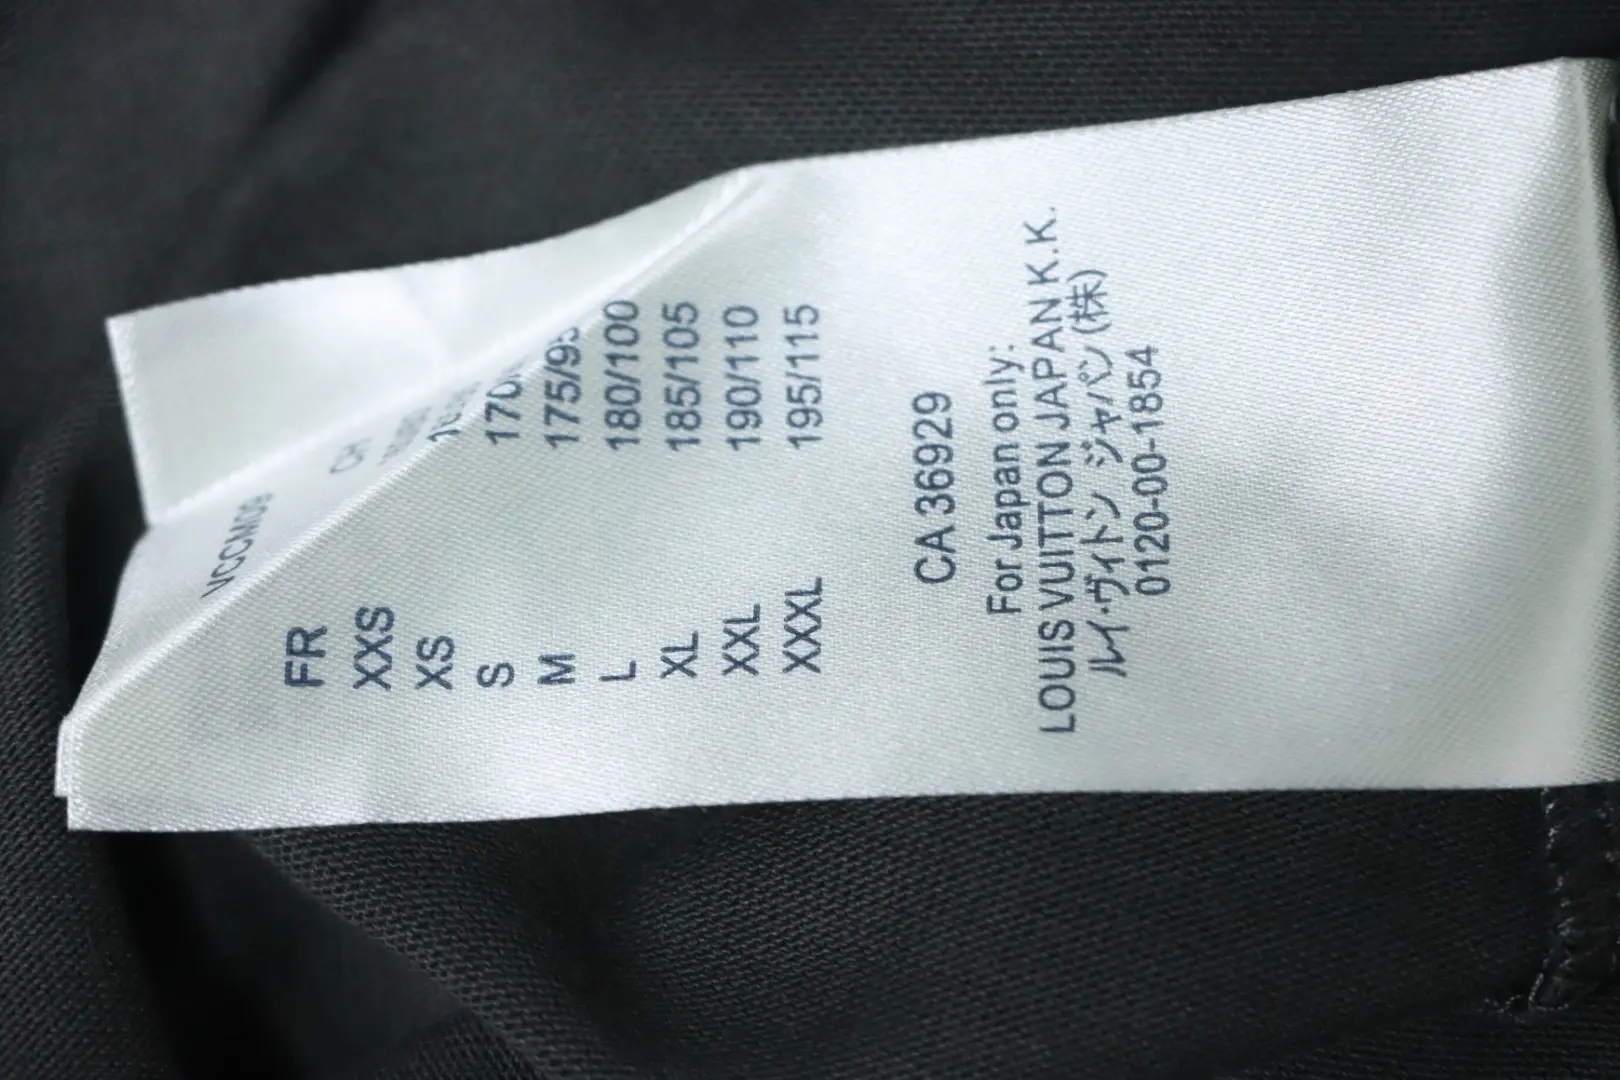 VCCM09
FR CH
XXS
XS
S
M 175/95
L 180/100
XL 185/105
XXL 190/110
XXXL 195/115
CA 36929
For Japan only:
LOUIS VUITTON JAPAN K.K.
ルイ・ヴィトン ジャパン(株)
0120-00-1854